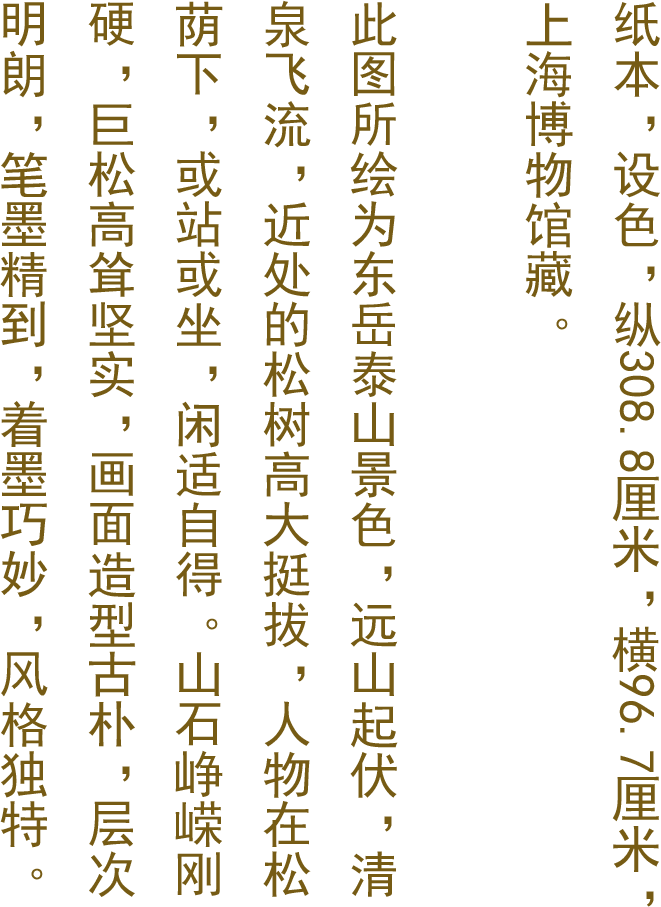 纸本，设色，纵308.8厘米，横96.7厘米，
上海博物馆藏。
此图所绘为东岳泰山景色，远山起伏，清
泉飞流，近处的松树高大挺拔，人物在松
荫下，或站或坐，闲适自得。山石峥嵘刚
硬，巨松高耸坚实，画面造型古朴，层次
明朗，笔墨精到，着墨巧妙，风格独特。